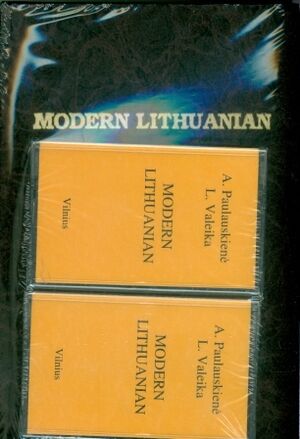 MODERN LITHUANIAN
A. Paulauskienė
L. Valeika
MODERN
LITHUANIAN
Vilnius
A. Paulauskienė
L. Valeika
MODERN
LITHUANIAN
Vilnius